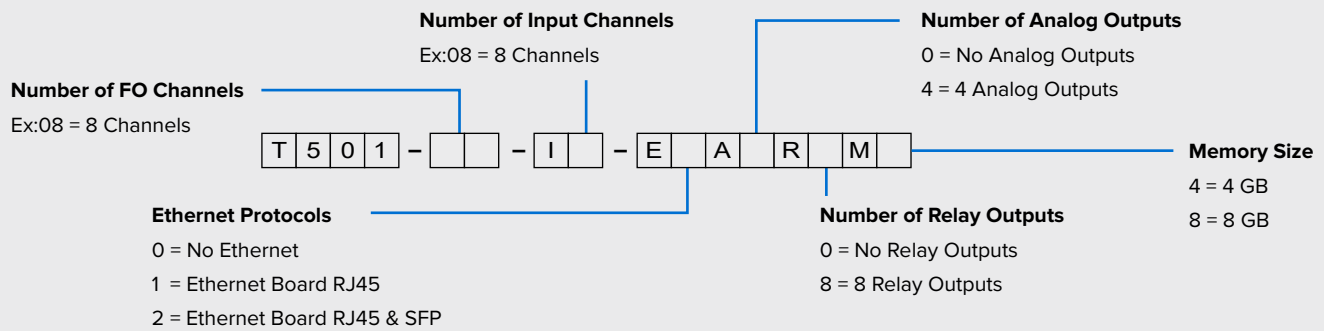 Number of Input Channels
Ex:08 = 8 Channels
Number of Analog Outputs
0 = No Analog Outputs
4 = 4 Analog Outputs
Number of FO Channels
Ex:08 = 8 Channels
T 5 0 1 – – I – E A R M
Memory Size
4 = 4 GB
8 = 8 GB
Ethernet Protocols
0 = No Ethernet
1 = Ethernet Board RJ45
2 = Ethernet Board RJ45 & SFP
Number of Relay Outputs
0 = No Relay Outputs
8 = 8 Relay Outputs